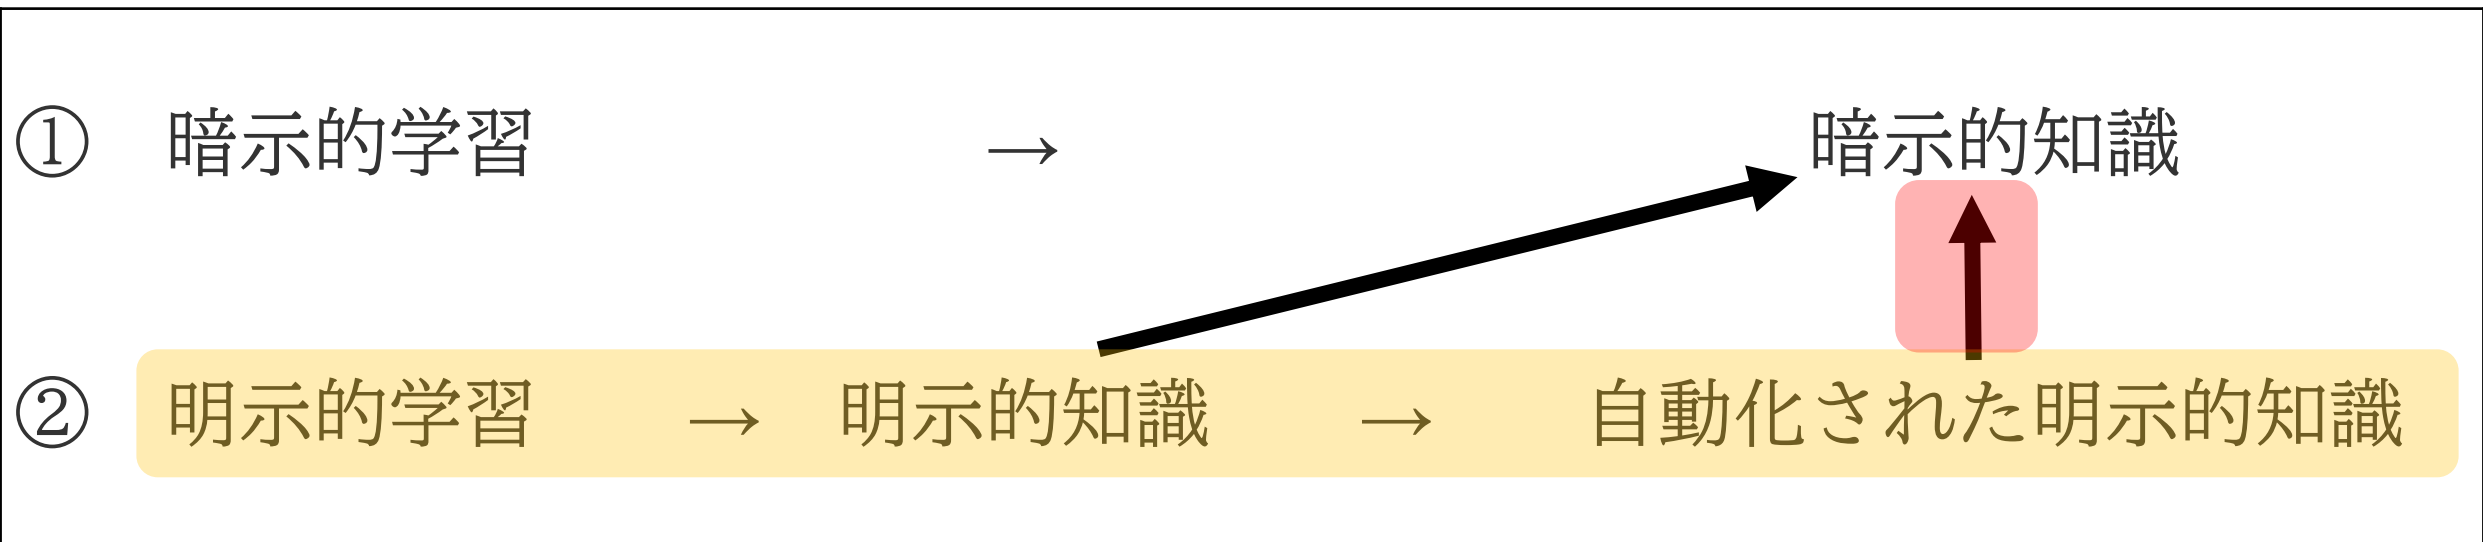 ① 暗示的学習 → 暗示的知識
② 明示的学習 → 明示的知識 → 自動化された明示的知識